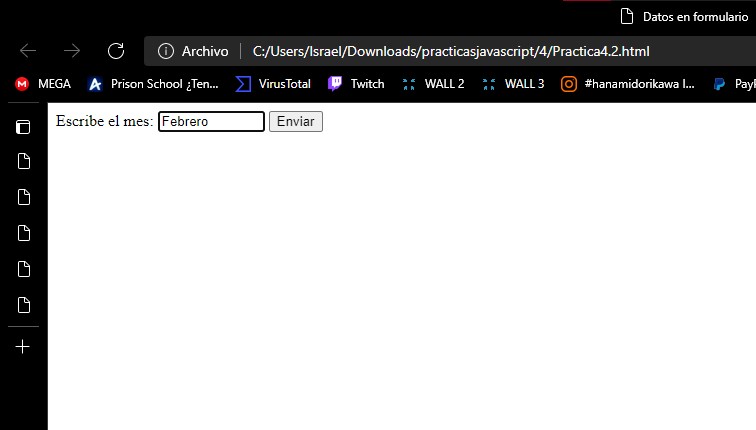 Datos en formulario
Archivo C:/Users/Israel/Downloads/practicasjavascript/4/Practica4.2.html
MEGA Prison School ¿Ten... VirusTotal Twitch WALL 2 WALL 3 #hanamidorikawa I... PayP
Escribe el mes: Febrero Enviar